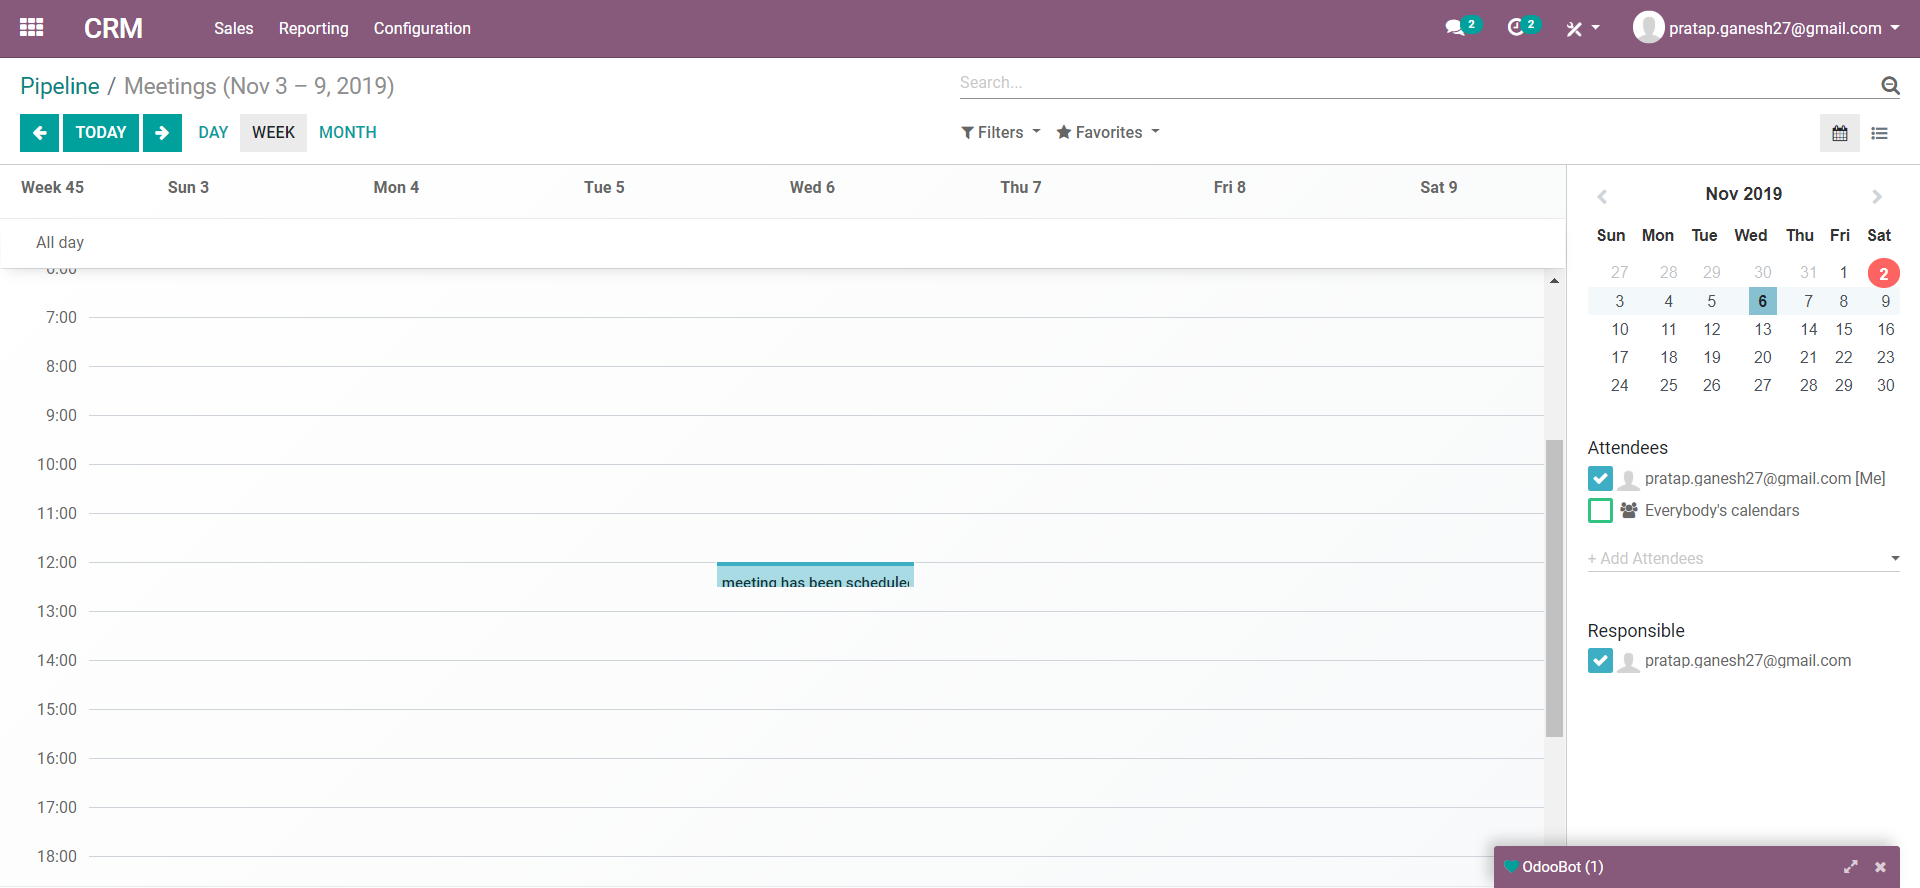 CRM Sales Reporting Configuration 2 2 pratap.ganesh27@gmail.com
Pipeline / Meetings (Nov 3 – 9, 2019)
Search...
TODAY DAY WEEK MONTH
Filters Favorites
Week 45 Sun 3 Mon 4 Tue 5 Wed 6 Thu 7 Fri 8 Sat 9
All day
6:00
7:00
8:00
9:00
10:00
11:00
12:00
meeting has been scheduled
13:00
14:00
15:00
16:00
17:00
18:00
Nov 2019
Sun Mon Tue Wed Thu Fri Sat
27 28 29 30 31 1 2
3 4 5 6 7 8 9
10 11 12 13 14 15 16
17 18 19 20 21 22 23
24 25 26 27 28 29 30
Attendees
pratap.ganesh27@gmail.com [Me]
Everybody's calendars
+ Add Attendees
Responsible
pratap.ganesh27@gmail.com
OdooBot (1)